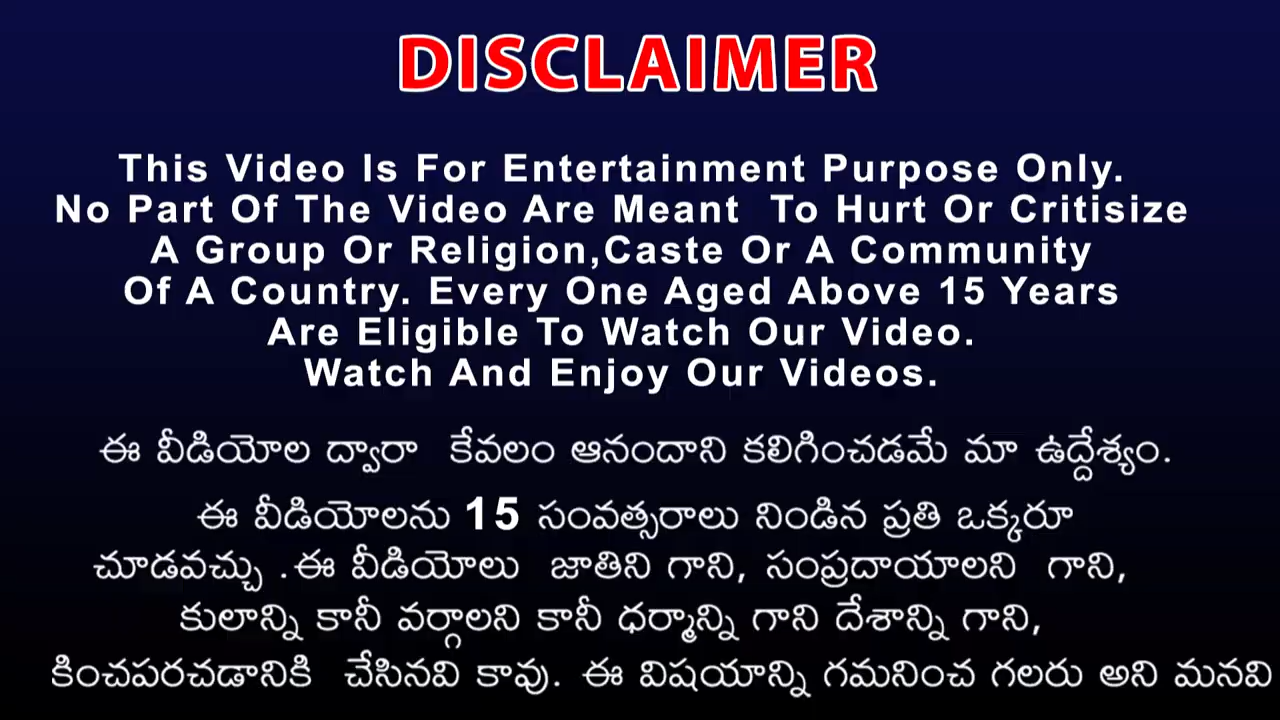 DISCLAIMER
This Video Is For Entertainment Purpose Only.
No Part Of The Video Are Meant To Hurt Or Critisize
A Group Or Religion,Caste Or A Community
Of A Country. Every One Aged Above 15 Years
Are Eligible To Watch Our Video.
Watch And Enjoy Our Videos.
ఈ వీడియోల ద్వారా కేవలం ఆనందాని కలిగించడమే మా ఉద్దేశ్యం.
ఈ వీడియోలను 15 సంవత్సరాలు నిండిన ప్రతి ఒక్కరూ
చూడవచ్చు .ఈ వీడియోలు జాతిని గాని, సంప్రదాయాలని గాని,
కులాన్ని కానీ వర్గాలని కానీ ధర్మాన్ని గాని దేశాన్ని గాని,
కించపరచడానికి చేసినవి కావు. ఈ విషయాన్ని గమనించ గలరు అని మనవి